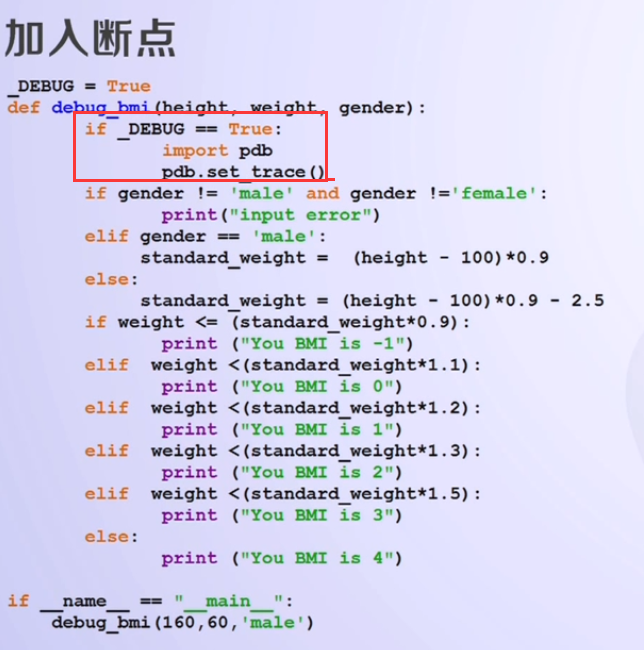 加入断点
_DEBUG = True
def debug_bmi(height, weight, gender):
if _DEBUG == True:
import pdb
pdb.set_trace()
if gender != 'male' and gender !='female':
print("input error")
elif gender == 'male':
standard_weight =  (height - 100)*0.9
else:
standard_weight = (height - 100)*0.9 - 2.5
if weight <= (standard_weight*0.9):
print ("You BMI is -1")
elif  weight <(standard_weight*1.1):
print ("You BMI is 0")
elif  weight <(standard_weight*1.2):
print ("You BMI is 1")
elif  weight <(standard_weight*1.3):
print ("You BMI is 2")
elif  weight <(standard_weight*1.5):
print ("You BMI is 3")
else:
print ("You BMI is 4")
if __name__ == "__main__":
debug_bmi(160,60,'male')